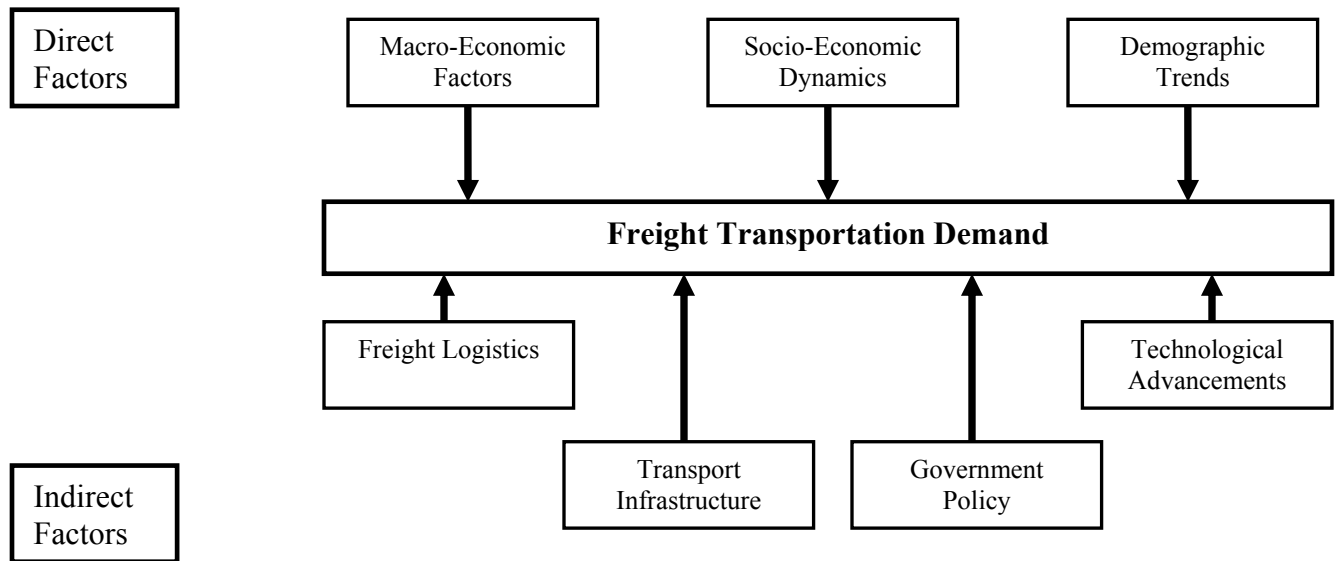 Direct
Factors
Macro-Economic
Factors
Socio-Economic
Dynamics
Demographic
Trends
Freight Transportation Demand
Freight Logistics
Technological
Advancements
Transport
Infrastructure
Government
Policy
Indirect
Factors